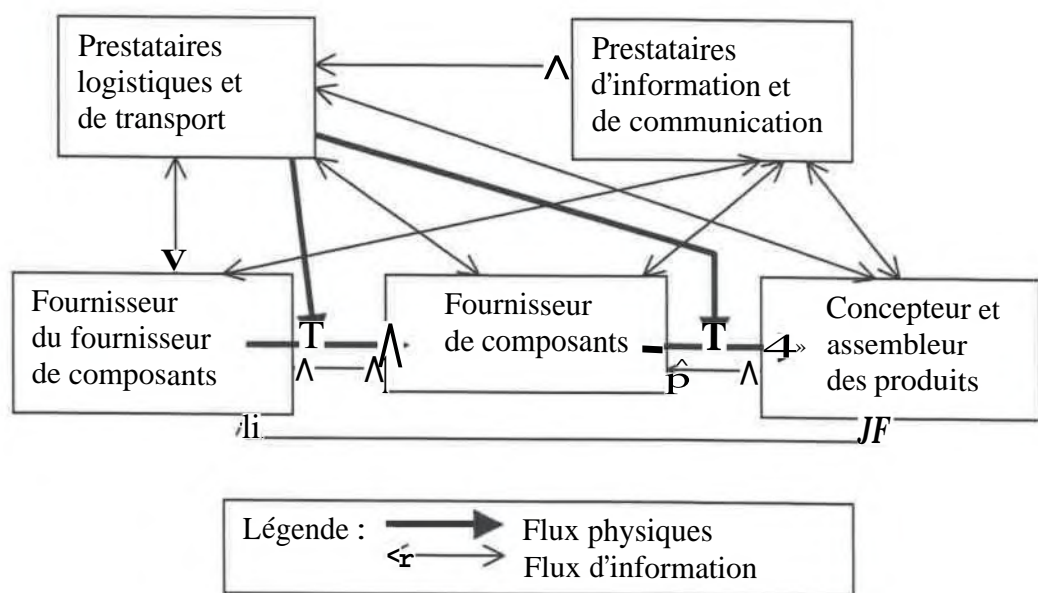 Prestataires
logistiques et
de transport
Prestataires
d'information et
de communication
Fournisseur
du fournisseur
de composants
Fournisseur
de composants
Concepteur et
assembleur
des produits
T
T
Légende :
Flux physiques
Flux d'information